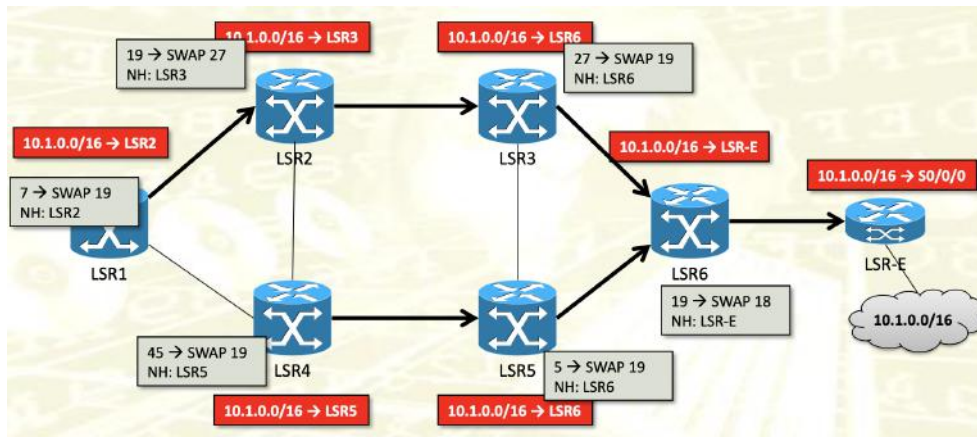 10.1.0.0/16 → LSR3
10.1.0.0/16 → LSR6
19 → SWAP 27
NH: LSR3
27 → SWAP 19
NH: LSR6
LSR2
LSR3
10.1.0.0/16 → LSR2
10.1.0.0/16 → LSR-E
10.1.0.0/16 → S0/0/0
7 → SWAP 19
NH: LSR2
LSR1
LSR6
LSR-E
19 → SWAP 18
NH: LSR-E
10.1.0.0/16
45 → SWAP 19
NH: LSR5
LSR4
LSR5
5 → SWAP 19
NH: LSR6
10.1.0.0/16 → LSR5
10.1.0.0/16 → LSR6